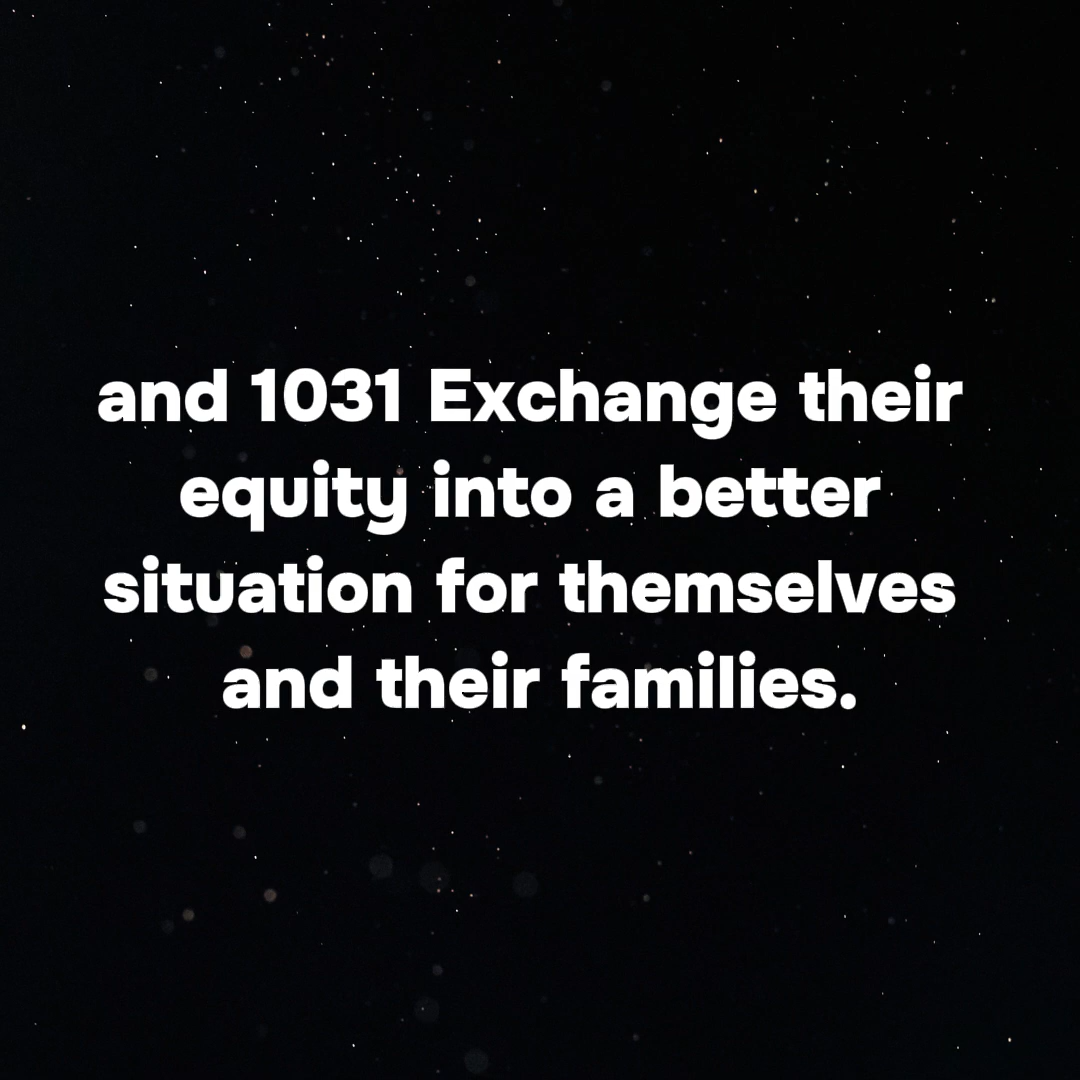 and 1031 Exchange their
equity into a better
situation for themselves
and their families.